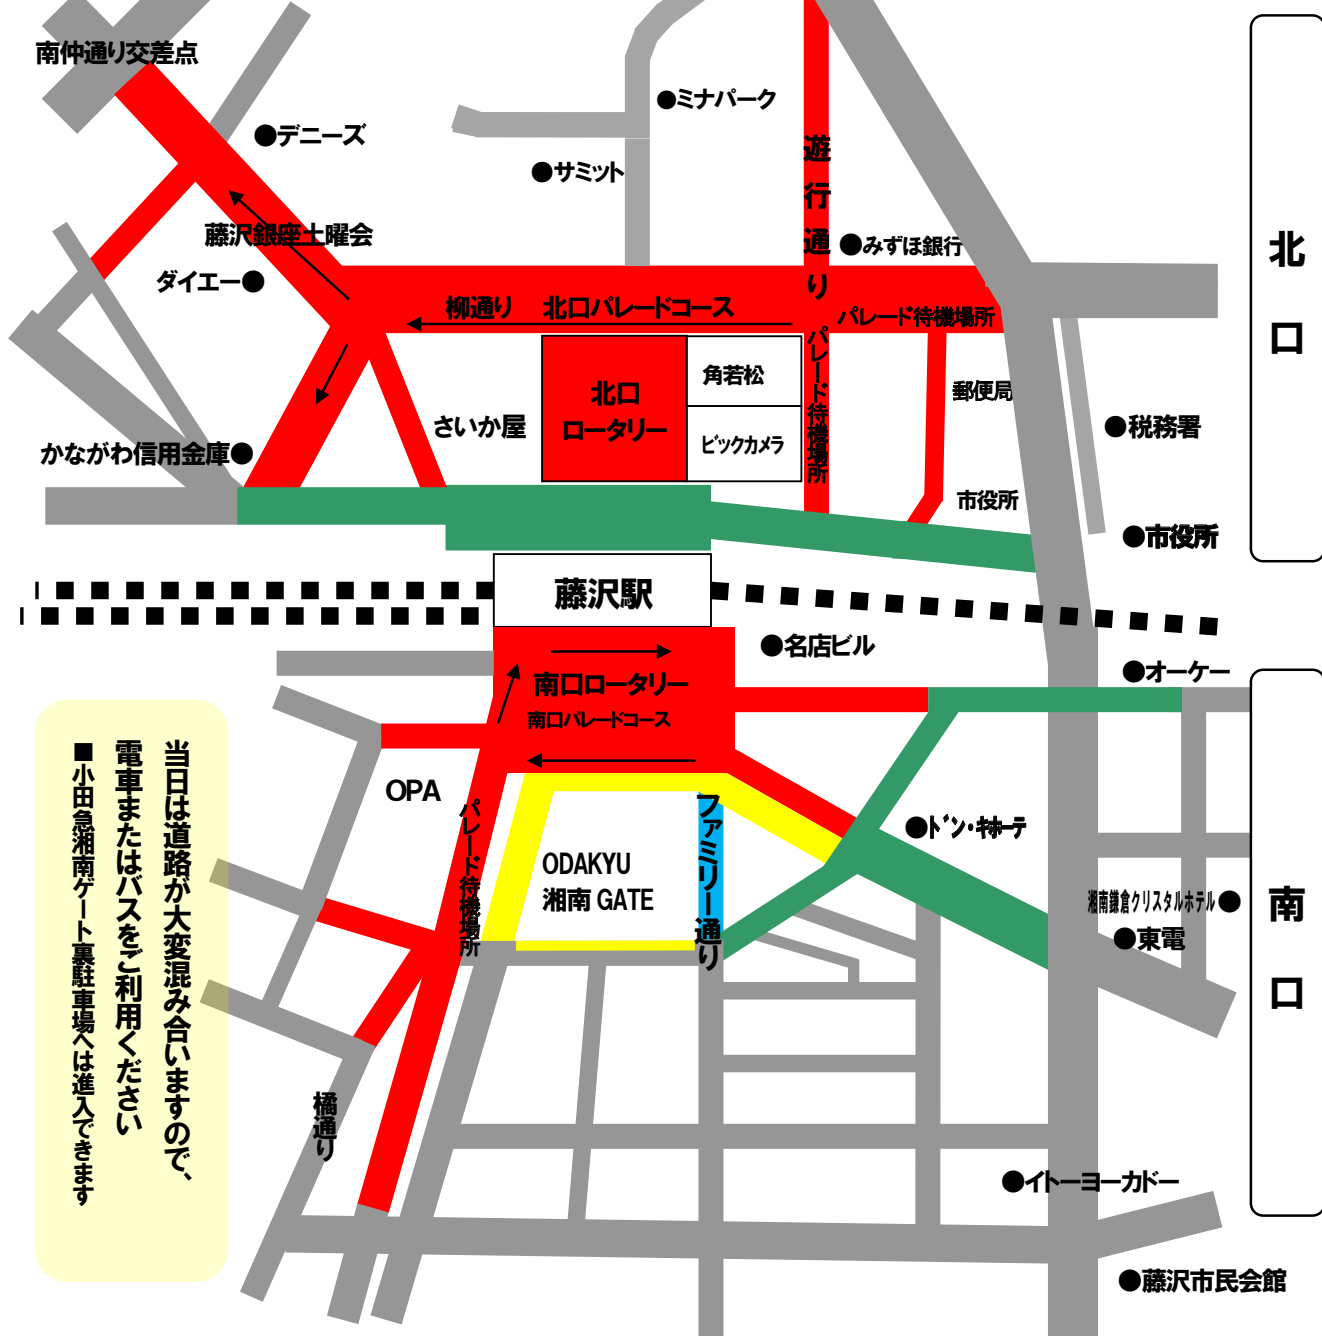 南仲通り交差点
●デニーズ
●ミナパーク
●サミット
遊行通り
●みずほ銀行
藤沢銀座土曜会
ダイエー●
柳通り 北口パレードコース
パレード待機場所
パレード待機場所
北口
ロータリー
角若松
ビックカメラ
さいか屋
かながわ信用金庫●
郵便局
市役所
●税務署
●市役所
北口
藤沢駅
●名店ビル
●オーケー
南口ロータリー
南口パレードコース
OPA
パレード待機場所
ODAKYU
湘南 GATE
ファミリー通り
●ドン・キホーテ
湘南鎌倉クリスタルホテル●
●東電
南口
当日は道路が大変混み合いますので、
電車またはバスをご利用ください
■小田急湘南ゲート裏駐車場へは進入できます
橘通り
●イトーヨーカドー
●藤沢市民会館